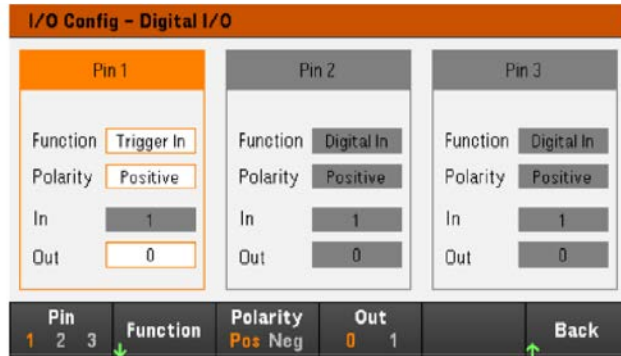 I/O Config – Digital I/O
Pin 1 Pin 2 Pin 3
Function Trigger In Function Digital In Function Digital In
Polarity Positive Polarity Positive Polarity Positive
In 1 In 1 In 1
Out 0 Out 0 Out 0
Pin Polarity Out
1 2 3 Function Pos Neg 0 1 Back